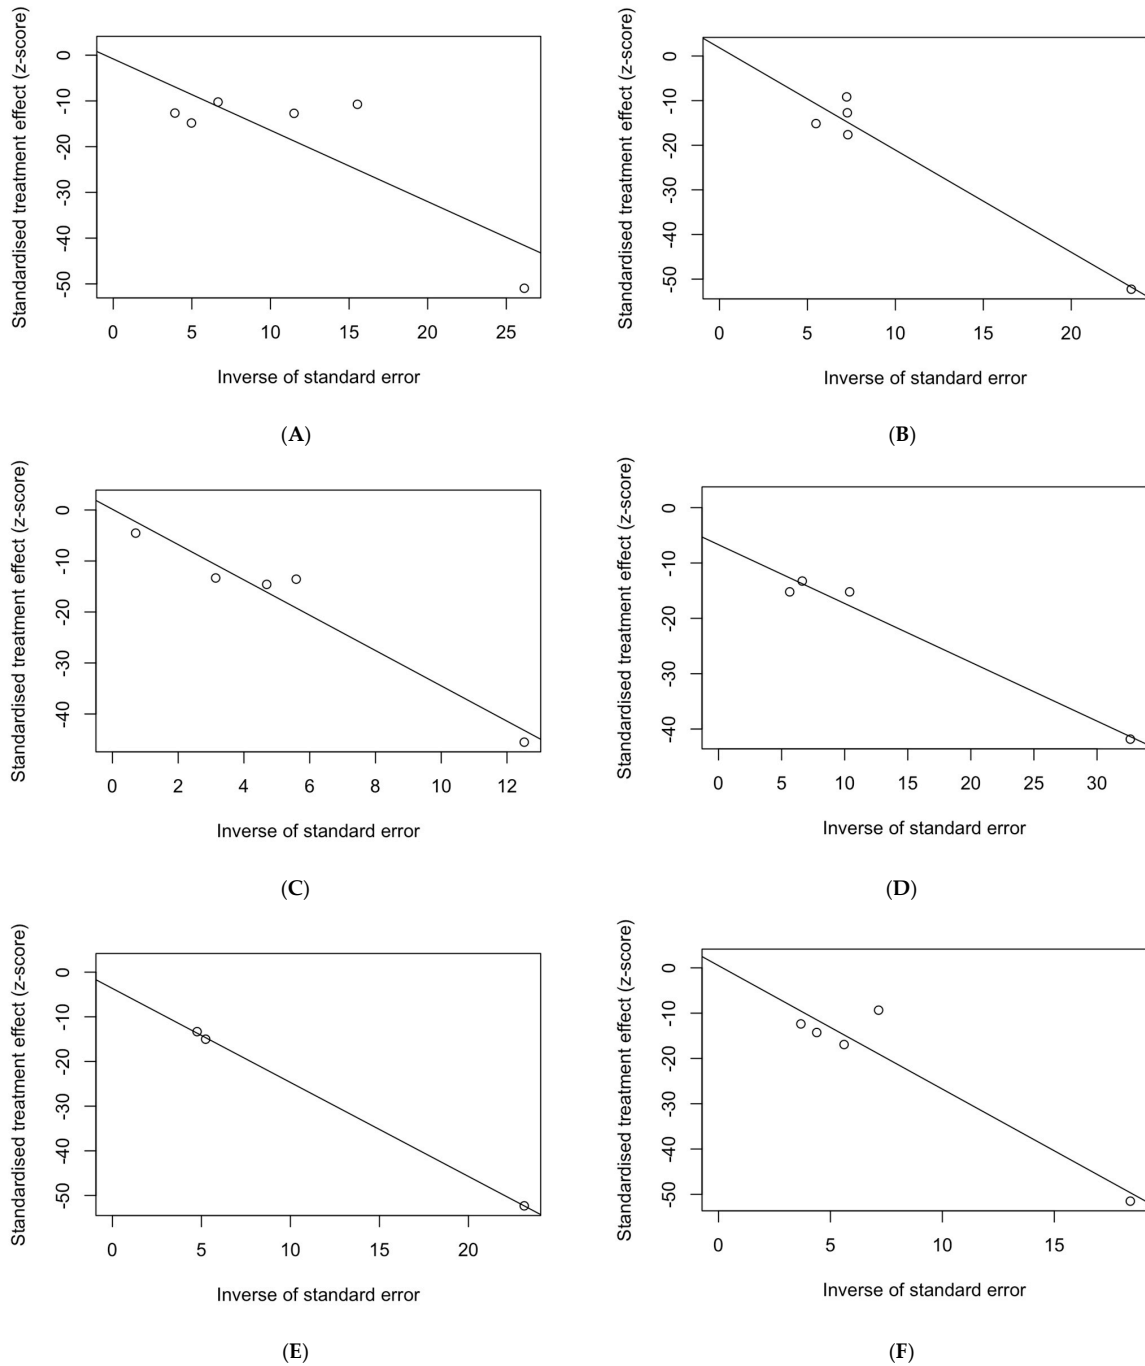 Standardised treatment effect (z-score)
0
-10
-20
-30
-40
-50
0 5 10 15 20 25
Inverse of standard error
(A)
Standardised treatment effect (z-score)
0
-10
-20
-30
-40
-50
0 5 10 15 20
Inverse of standard error
(B)
Standardised treatment effect (z-score)
0
-10
-20
-30
-40
0 2 4 6 8 10 12
Inverse of standard error
(C)
Standardised treatment effect (z-score)
0
-10
-20
-30
-40
0 5 10 15 20 25 30
Inverse of standard error
(D)
Standardised treatment effect (z-score)
0
-10
-20
-30
-40
-50
0 5 10 15 20
Inverse of standard error
(E)
Standardised treatment effect (z-score)
0
-10
-20
-30
-40
-50
0 5 10 15
Inverse of standard error
(F)